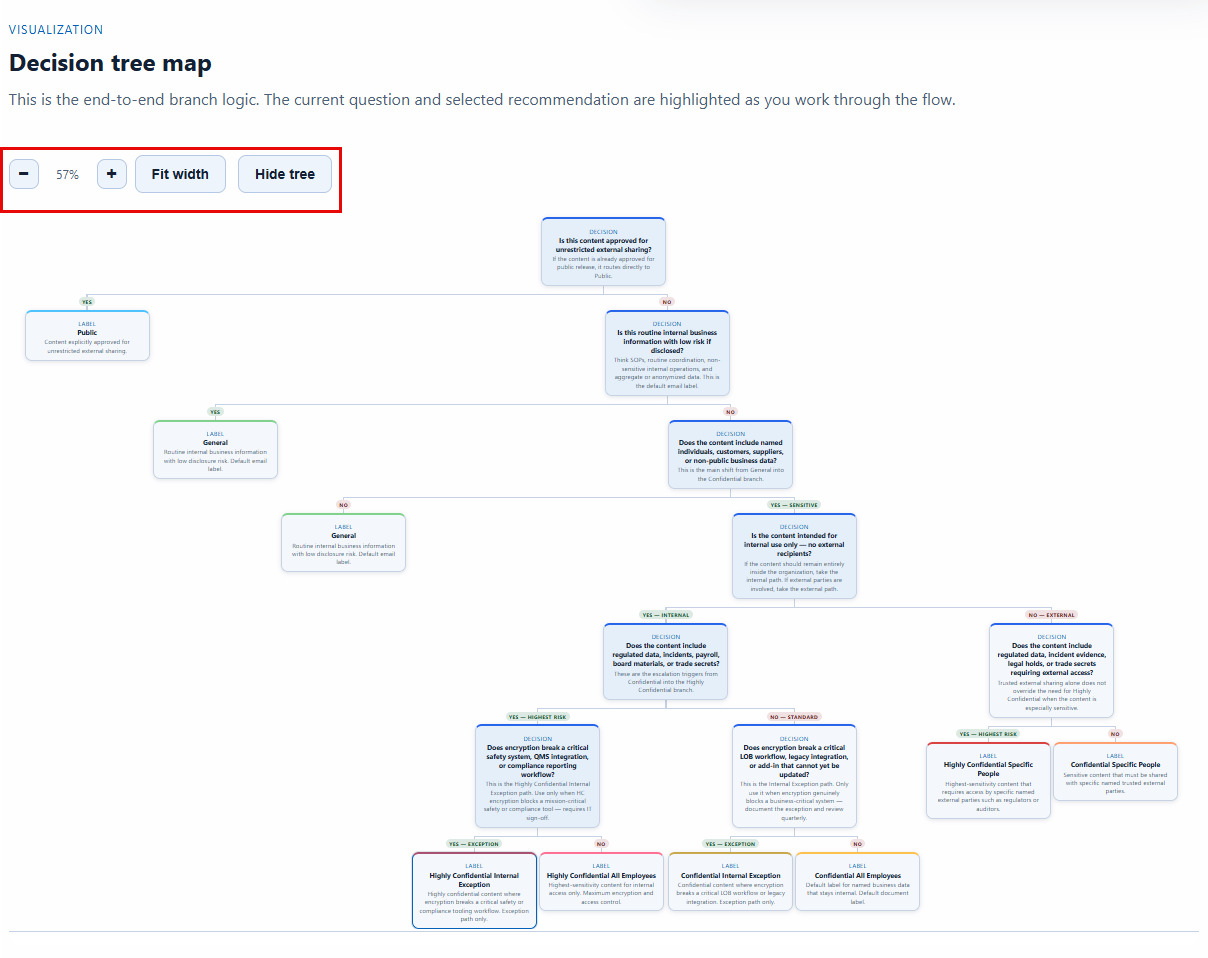 VISUALIZATION
Decision tree map
This is the end-to-end branch logic. The current question and selected recommendation are highlighted as you work through the flow.
− 57% + Fit width Hide tree
DECISION
Is this content approved for
unrestricted external sharing?
If the content is already approved for
public release, it routes directly to
Public.
YES
NO
LABEL
Public
Content explicitly approved for
unrestricted external sharing.
DECISION
Is this routine internal business
information with low risk if
disclosed?
Think SOPs, routine coordination, non-
sensitive internal operations, and
aggregate or anonymized data. This is
the default email label.
YES
NO
LABEL
General
Routine internal business information
with low disclosure risk. Default email
label.
DECISION
Does the content include named
individuals, customers, suppliers,
or non-public business data?
This is the main shift from General into
the Confidential branch.
NO
YES — SENSITIVE
LABEL
General
Routine internal business information
with low disclosure risk. Default email
label.
DECISION
Is the content intended for
internal use only — no external
recipients?
If the content should remain entirely
inside the organization, take the
internal path. If external parties are
involved, take the external path.
YES — INTERNAL
NO — EXTERNAL
DECISION
Does the content include
regulated data, incidents, payroll,
board materials, or trade secrets?
These are the escalation triggers from
Confidential into the Highly
Confidential branch.
DECISION
Does the content include
regulated data, incident evidence,
legal holds, or trade secrets
requiring external access?
Trusted external sharing alone does not
override the need for Highly
Confidential when the content is
especially sensitive.
YES — HIGHEST RISK
NO — STANDARD
YES — HIGHEST RISK
NO
DECISION
Does encryption break a critical
safety system, QMS integration,
or compliance reporting
workflow?
This is the Highly Confidential Internal
Exception path. Use only when HC
encryption blocks a mission-critical
safety or compliance tool — requires IT
sign-off.
DECISION
Does encryption break a critical
LOB workflow, legacy integration,
or add-in that cannot yet be
updated?
This is the Internal Exception path. Only
use it when encryption genuinely
blocks a business-critical system —
document the exception and review
quarterly.
LABEL
Highly Confidential Specific
People
Highest-sensitivity content that
requires access by specific named
external parties such as regulators or
auditors.
LABEL
Confidential Specific People
Sensitive content that must be shared
with specific named trusted external
parties.
YES — EXCEPTION
NO
YES — EXCEPTION
NO
LABEL
Highly Confidential Internal
Exception
Highly confidential content where
encryption breaks a critical safety or
compliance tooling workflow. Exception
path only.
LABEL
Highly Confidential All Employees
Highest-sensitivity content for internal
access only. Maximum encryption and
access control.
LABEL
Confidential Internal Exception
Confidential content where encryption
breaks a critical LOB workflow or legacy
integration. Exception path only.
LABEL
Confidential All Employees
Default label for named business data
that stays internal. Default document
label.